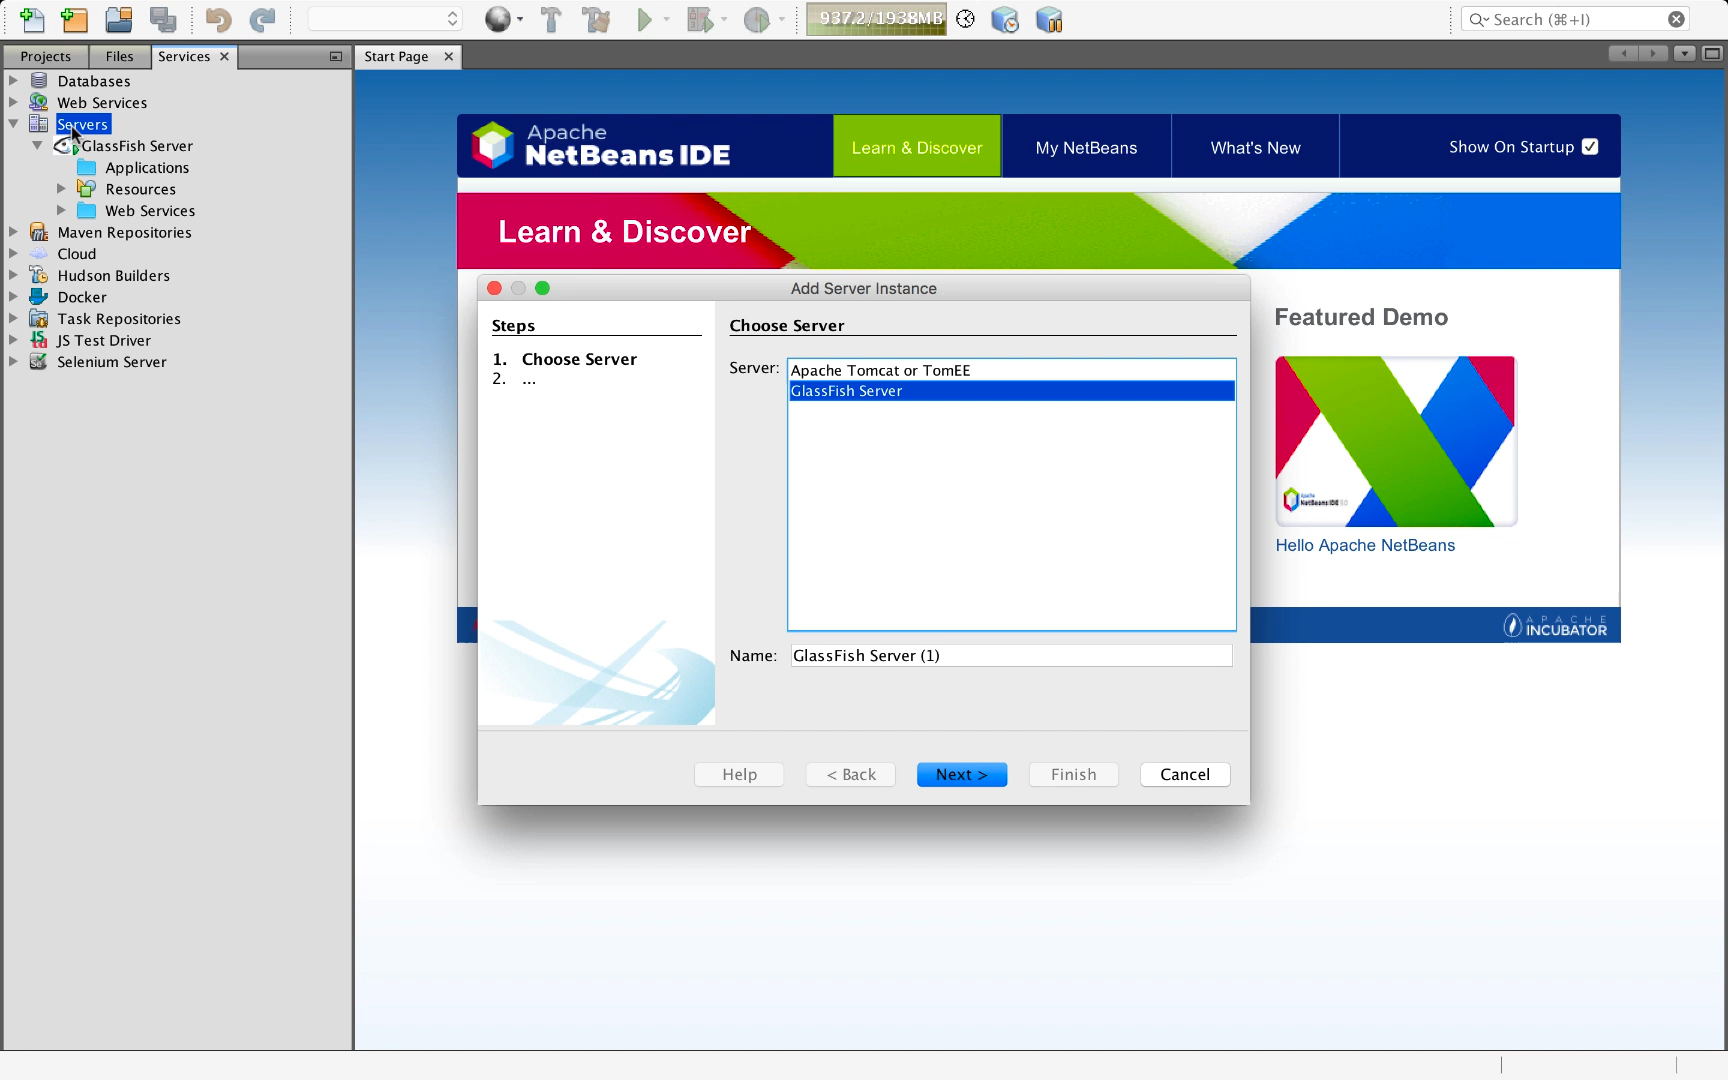 937.2/1938MB
Search (⌘+I)
Projects
Files
Services
Start Page
Databases
Web Services
Servers
GlassFish Server
Applications
Resources
Web Services
Maven Repositories
Cloud
Hudson Builders
Docker
Task Repositories
JS Test Driver
Selenium Server
Apache
NetBeans IDE
Learn & Discover
My NetBeans
What's New
Show On Startup
Learn & Discover
Add Server Instance
Steps
1. Choose Server
2. ...
Choose Server
Server:
Apache Tomcat or TomEE
GlassFish Server
Name:
GlassFish Server (1)
Help
< Back
Next >
Finish
Cancel
Featured Demo
Apache
NetBeans IDE
Hello Apache NetBeans
APACHE
INCUBATOR